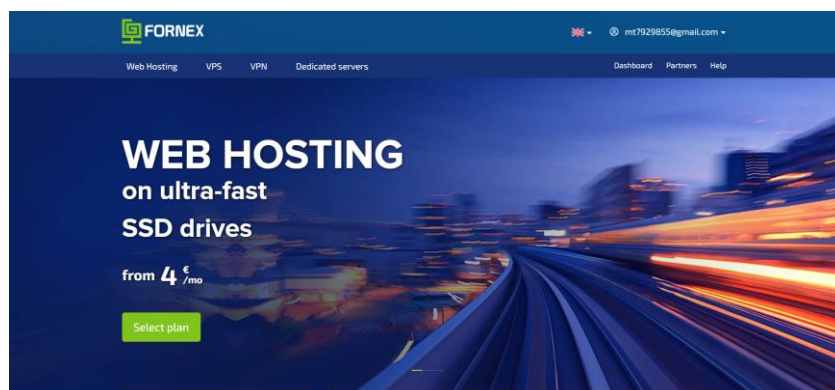 FORNEX
mt7929855@gmail.com
Web Hosting VPS VPN Dedicated servers
Dashboard Partners Help
WEB HOSTING
on ultra-fast
SSD drives
from 4 €/mo
Select plan